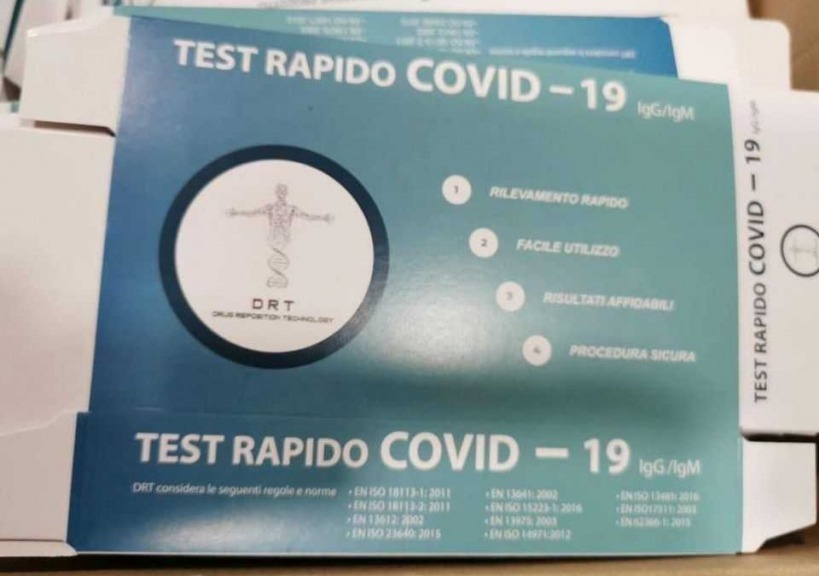 TEST RAPIDO COVID – 19 IgG/IgM
1 RILEVAMENTO RAPIDO
2 FACILE UTILIZZO
3 RISULTATI AFFIDABILI
4 PROCEDURA SICURA
DRT
DRUG REPOSITION TECHNOLOGY
TEST RAPIDO COVID – 19 IgG/IgM
DRT considera le seguenti regole e norme
• EN ISO 18113-1: 2011
• EN ISO 18113-2: 2011
• EN 13612: 2002
• EN ISO 23640: 2015
• EN 13641: 2002
• EN ISO 15223-1: 2016
• EN 13975: 2003
• EN ISO 14971:2012
• EN ISO 13485: 2016
• EN ISO17511: 2003
• EN 62366-1: 2015
TEST RAPIDO COVID – 19 IgG/IgM